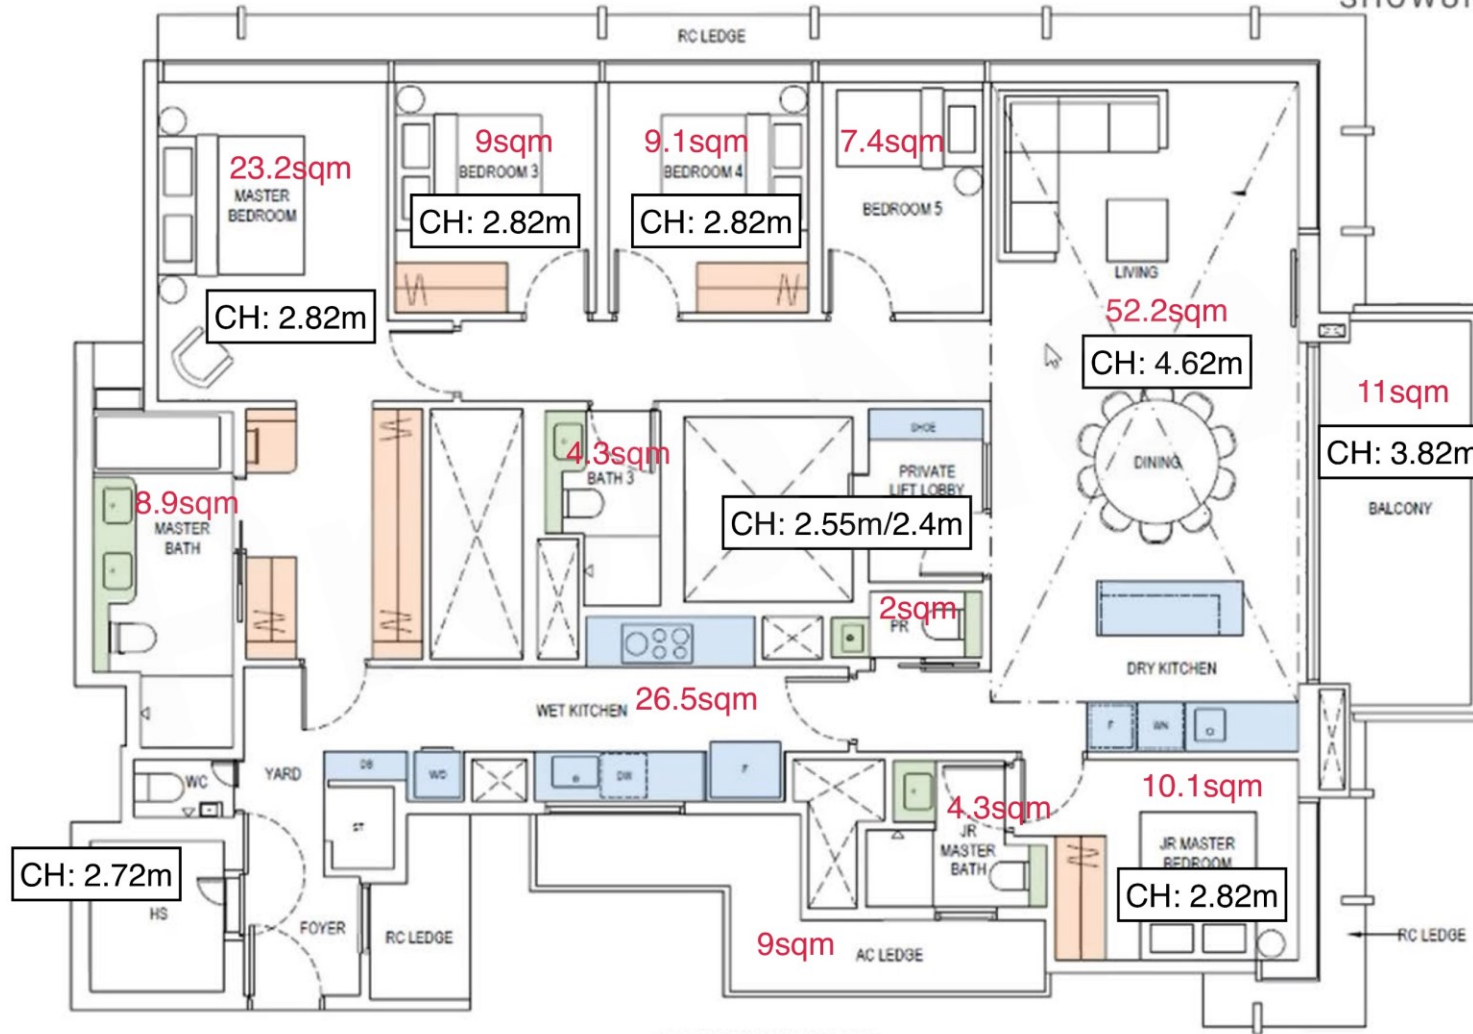 RC LEDGE
23.2sqm
MASTER
BEDROOM
CH: 2.82m
9sqm
BEDROOM 3
CH: 2.82m
9.1sqm
BEDROOM 4
CH: 2.82m
7.4sqm
BEDROOM 5
LIVING
52.2sqm
CH: 4.62m
11sqm
CH: 3.82m
BALCONY
DINING
DRY KITCHEN
F
WN
8.9sqm
MASTER
BATH
4.3sqm
BATH 3
SHOE
PRIVATE
LIFT LOBBY
CH: 2.55m/2.4m
2sqm
PR
WET KITCHEN
26.5sqm
YARD
DB
WD
DW
F
WC
ST
CH: 2.72m
HS
FOYER
RC LEDGE
9sqm
AC LEDGE
4.3sqm
JR
MASTER
BATH
10.1sqm
JR MASTER
BEDROOM
CH: 2.82m
RC LEDGE